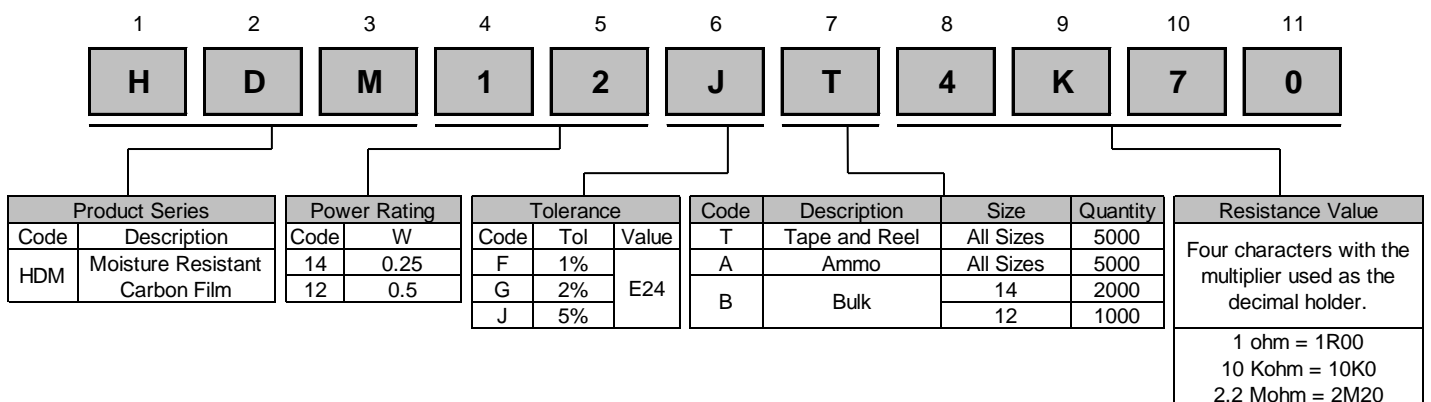 1 2 3 4 5 6 7 8 9 10 11
H D M 1 2 J T 4 K 7 0
Product Series
Code Description
HDM Moisture Resistant
Carbon Film
Power Rating
Code W
14 0.25
12 0.5
Tolerance
Code Tol Value
F 1%
G 2% E24
J 5%
Code Description Size Quantity
T Tape and Reel All Sizes 5000
A Ammo All Sizes 5000
B Bulk 14 2000
12 1000
Resistance Value
Four characters with the
multiplier used as the
decimal holder.
1 ohm = 1R00
10 Kohm = 10K0
2.2 Mohm = 2M20